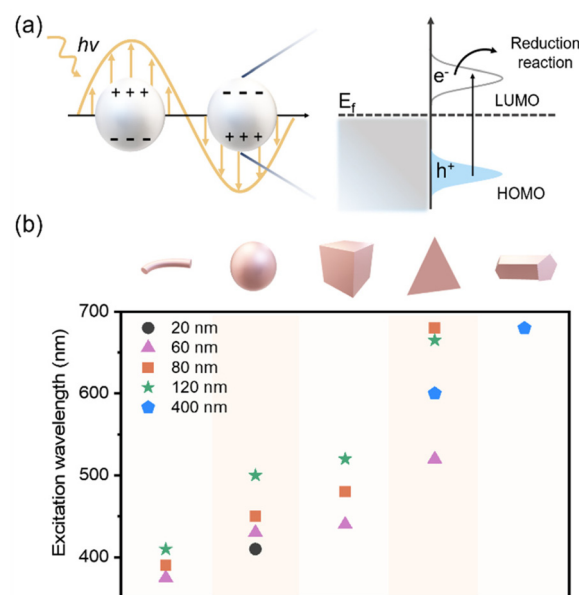 (a)
hv
+ + +
– – –
– – –
+ + +
E_f
e⁻
Reduction
reaction
LUMO
h⁺
HOMO
(b)
Excitation wavelength (nm)
700
600
500
400
20 nm
60 nm
80 nm
120 nm
400 nm